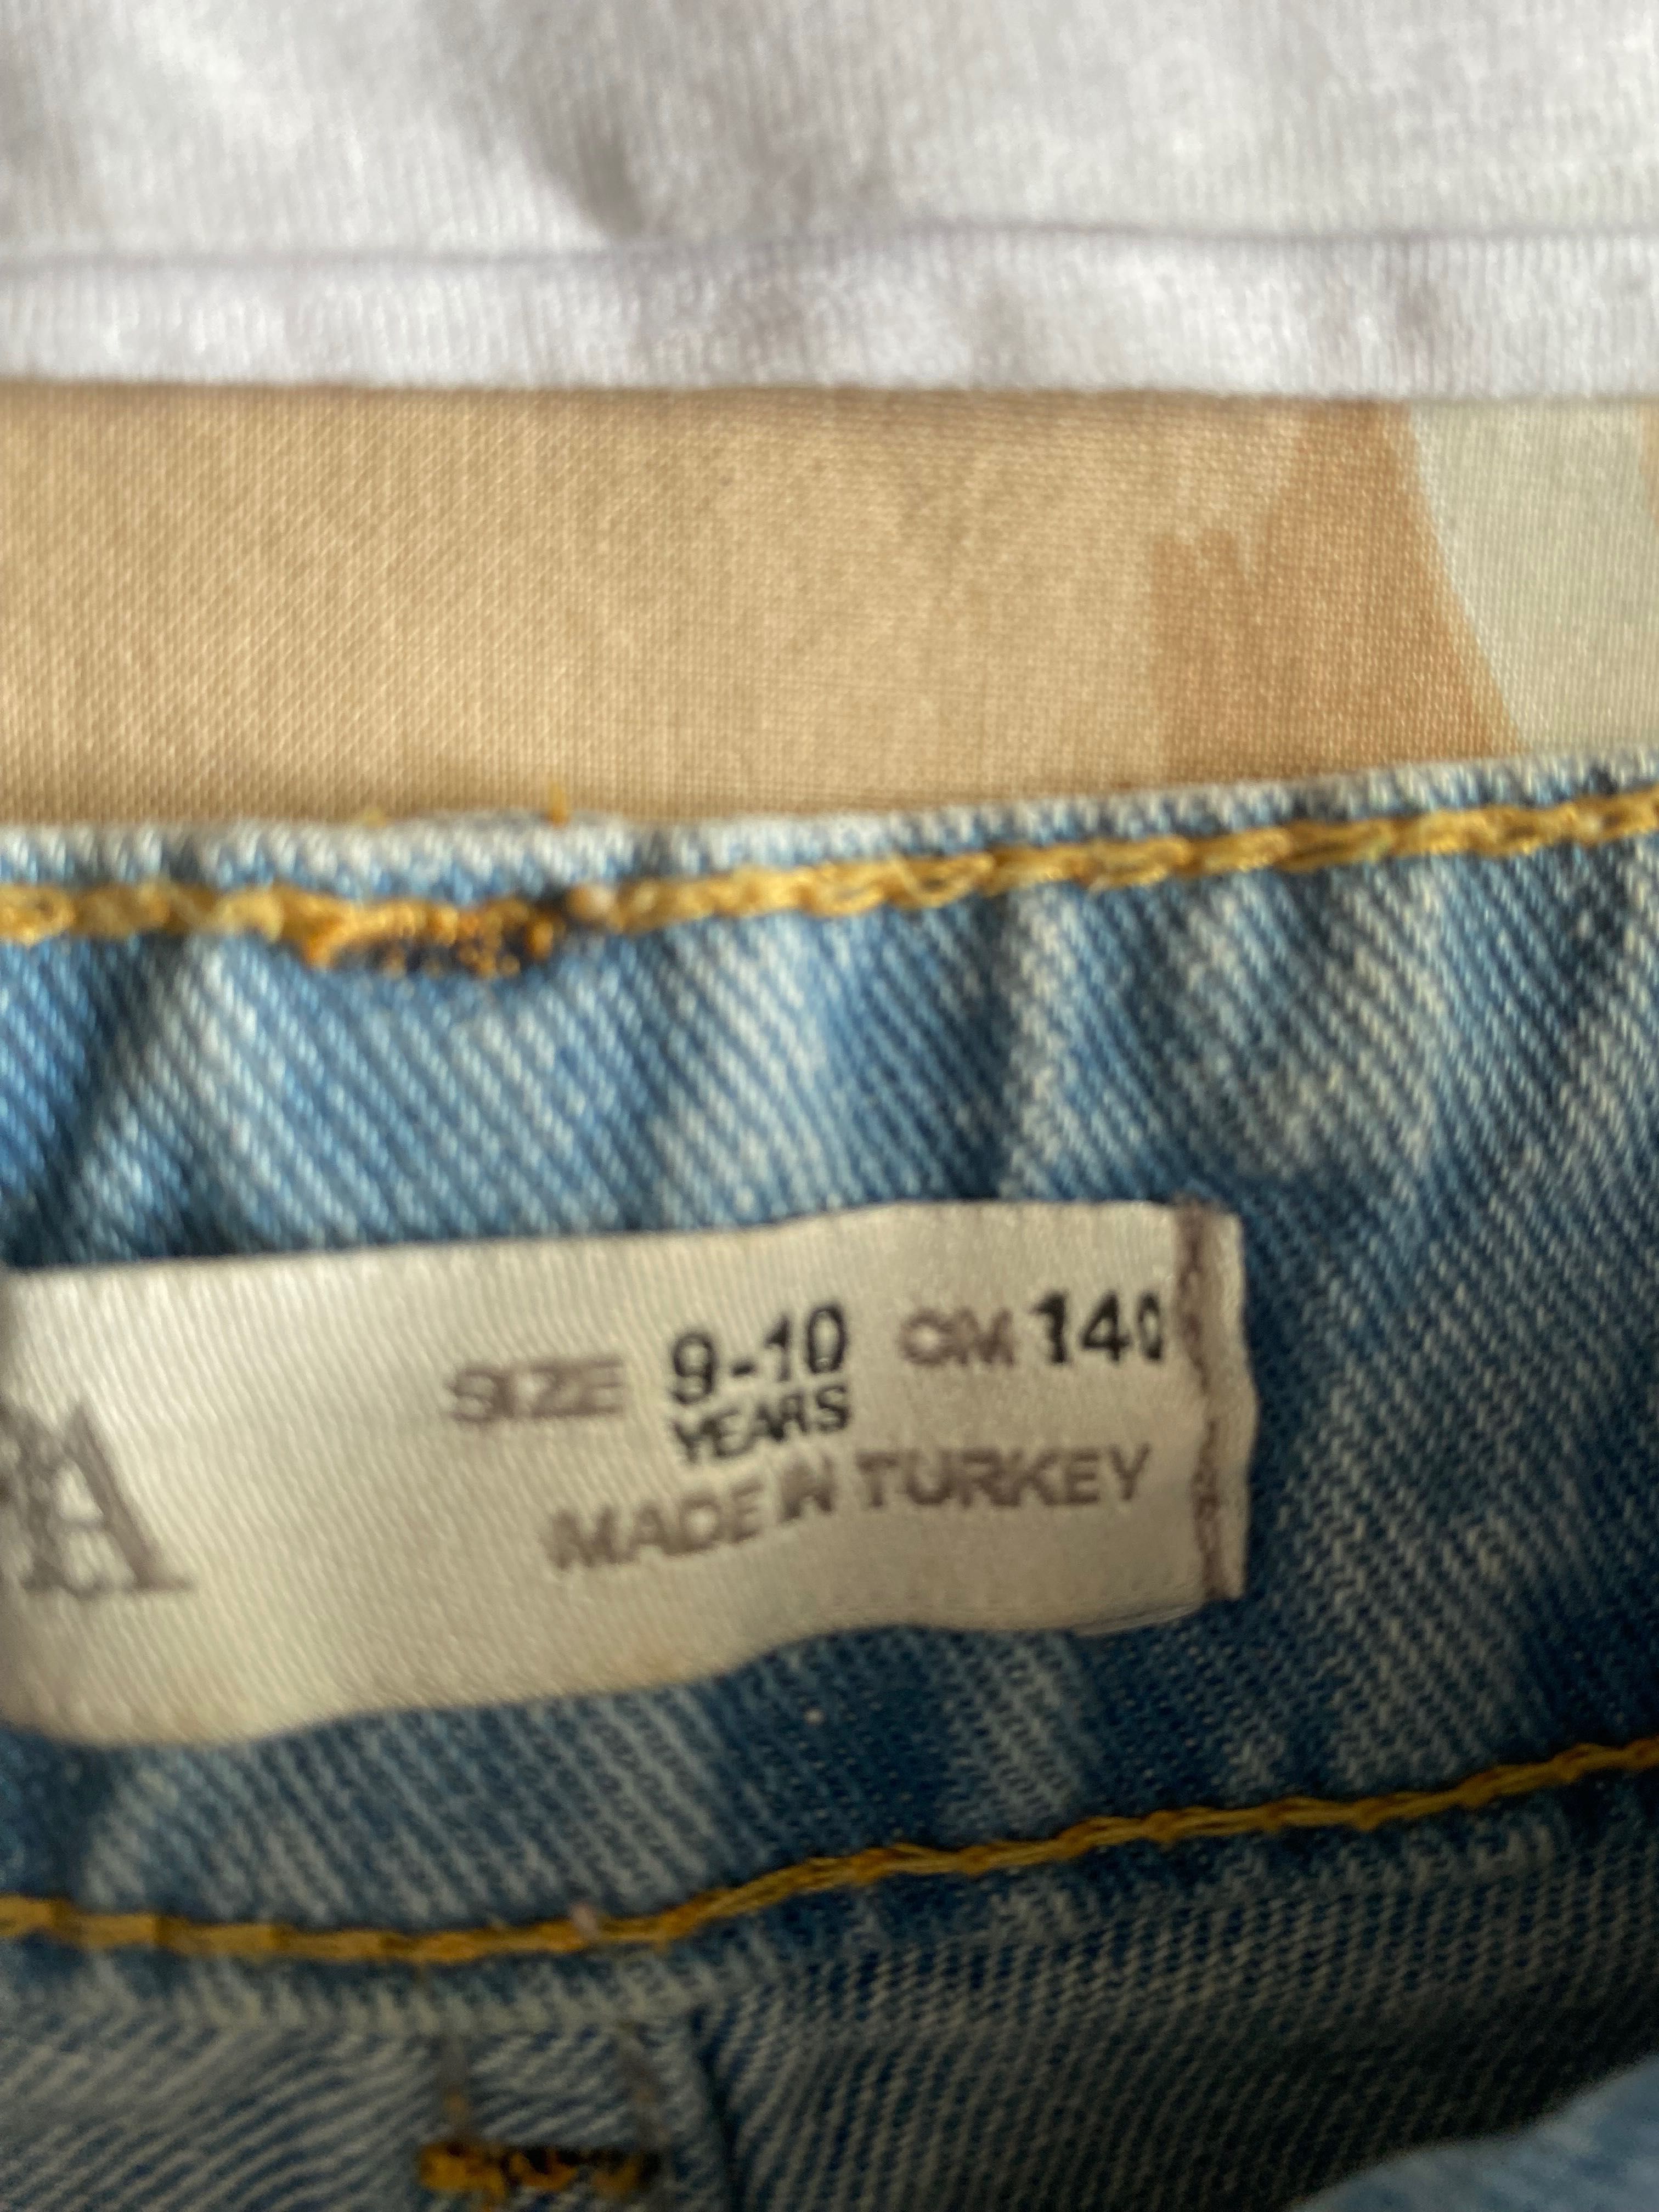 A
SIZE 9-10 CM 140
YEARS
MADE IN TURKEY